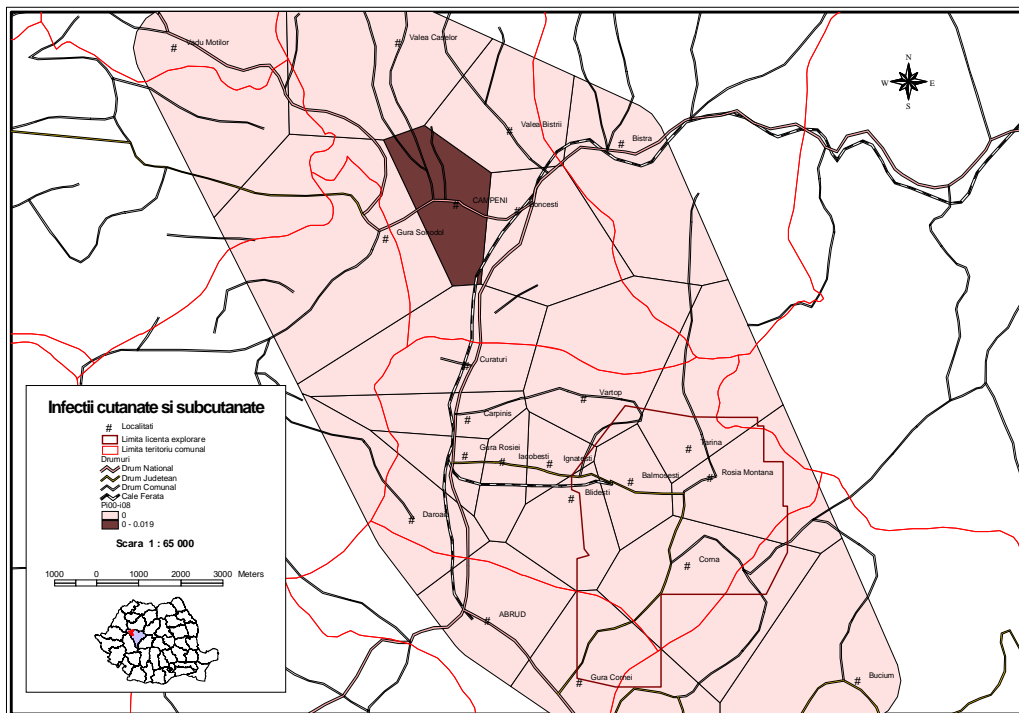 Vadu Motilor
#
Valea Caselor
#
N
W E
S
Valea Bistrii
#
Bistra
#
CAMPENI
#
#
Gura Sohodol
#
Curaturi
#
Vartop
#
Carpinis
#
Gura Rosiei
#
Iacobesti
#
Ignatesti
#
Tarina
#
Balmosesti
#
Rosia Montana
#
Blidesti
#
Daroaia
#
Corna
#
ABRUD
#
Gura Cornei
#
Bucium
#
Infectii cutanate si subcutanate
# Localitati
Limita licenta explorare
Limita teritoriu comunal
Drumuri
Drum National
Drum Judetean
Drum Comunal
Cale Ferata
Pl00-l08
0
0 - 0.019
Scara 1 : 65 000
1000 0 1000 2000 3000 Meters